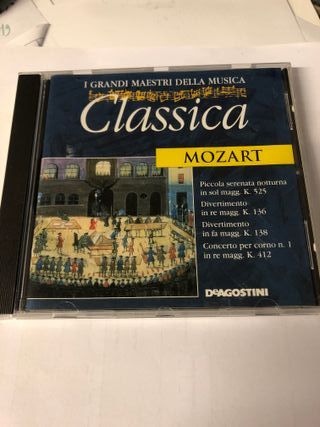 I GRANDI MAESTRI DELLA MUSICA
Classica
MOZART
Piccola serenata notturna
in sol magg. K. 525
Divertimento
in re magg. K. 136
Divertimento
in fa magg. K. 138
Concerto per corno n. 1
in re magg. K. 412
DeAGOSTINI